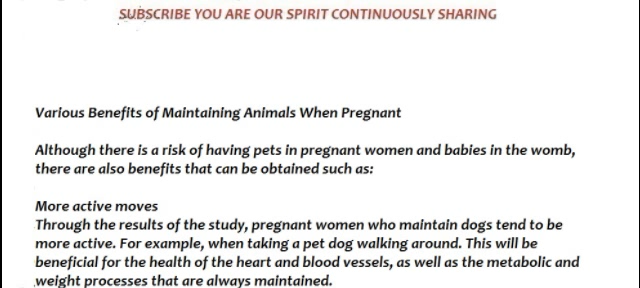 SUBSCRIBE YOU ARE OUR SPIRIT CONTINUOUSLY SHARING
Various Benefits of Maintaining Animals When Pregnant
Although there is a risk of having pets in pregnant women and babies in the womb,
there are also benefits that can be obtained such as:
More active moves
Through the results of the study, pregnant women who maintain dogs tend to be
more active. For example, when taking a pet dog walking around. This will be
beneficial for the health of the heart and blood vessels, as well as the metabolic and
weight processes that are always maintained.